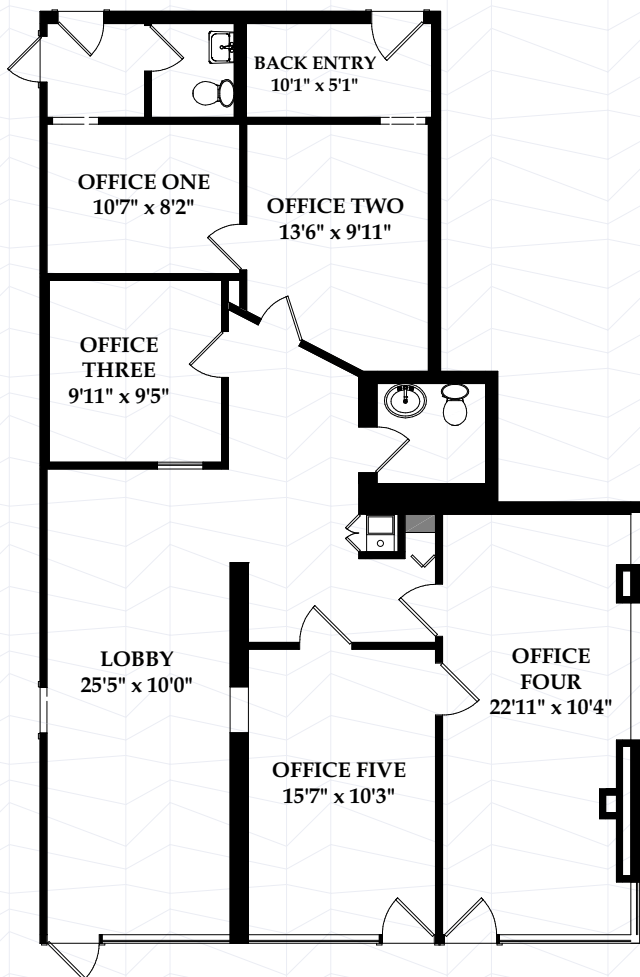 BACK ENTRY
10'1" x 5'1"
OFFICE ONE
10'7" x 8'2"
OFFICE TWO
13'6" x 9'11"
OFFICE
THREE
9'11" x 9'5"
LOBBY
25'5" x 10'0"
OFFICE
FOUR
22'11" x 10'4"
OFFICE FIVE
15'7" x 10'3"